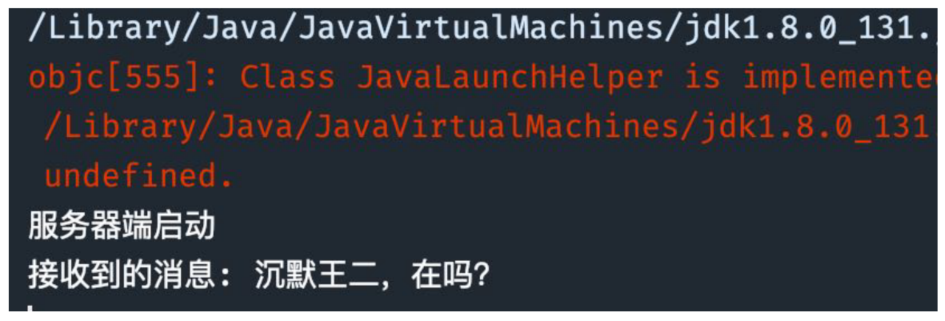 /Library/Java/JavaVirtualMachines/jdk1.8.0_131.
objc[555]: Class JavaLaunchHelper is implemented
/Library/Java/JavaVirtualMachines/jdk1.8.0_131
undefined.
服务器端启动
接收到的消息: 沉默王二，在吗？